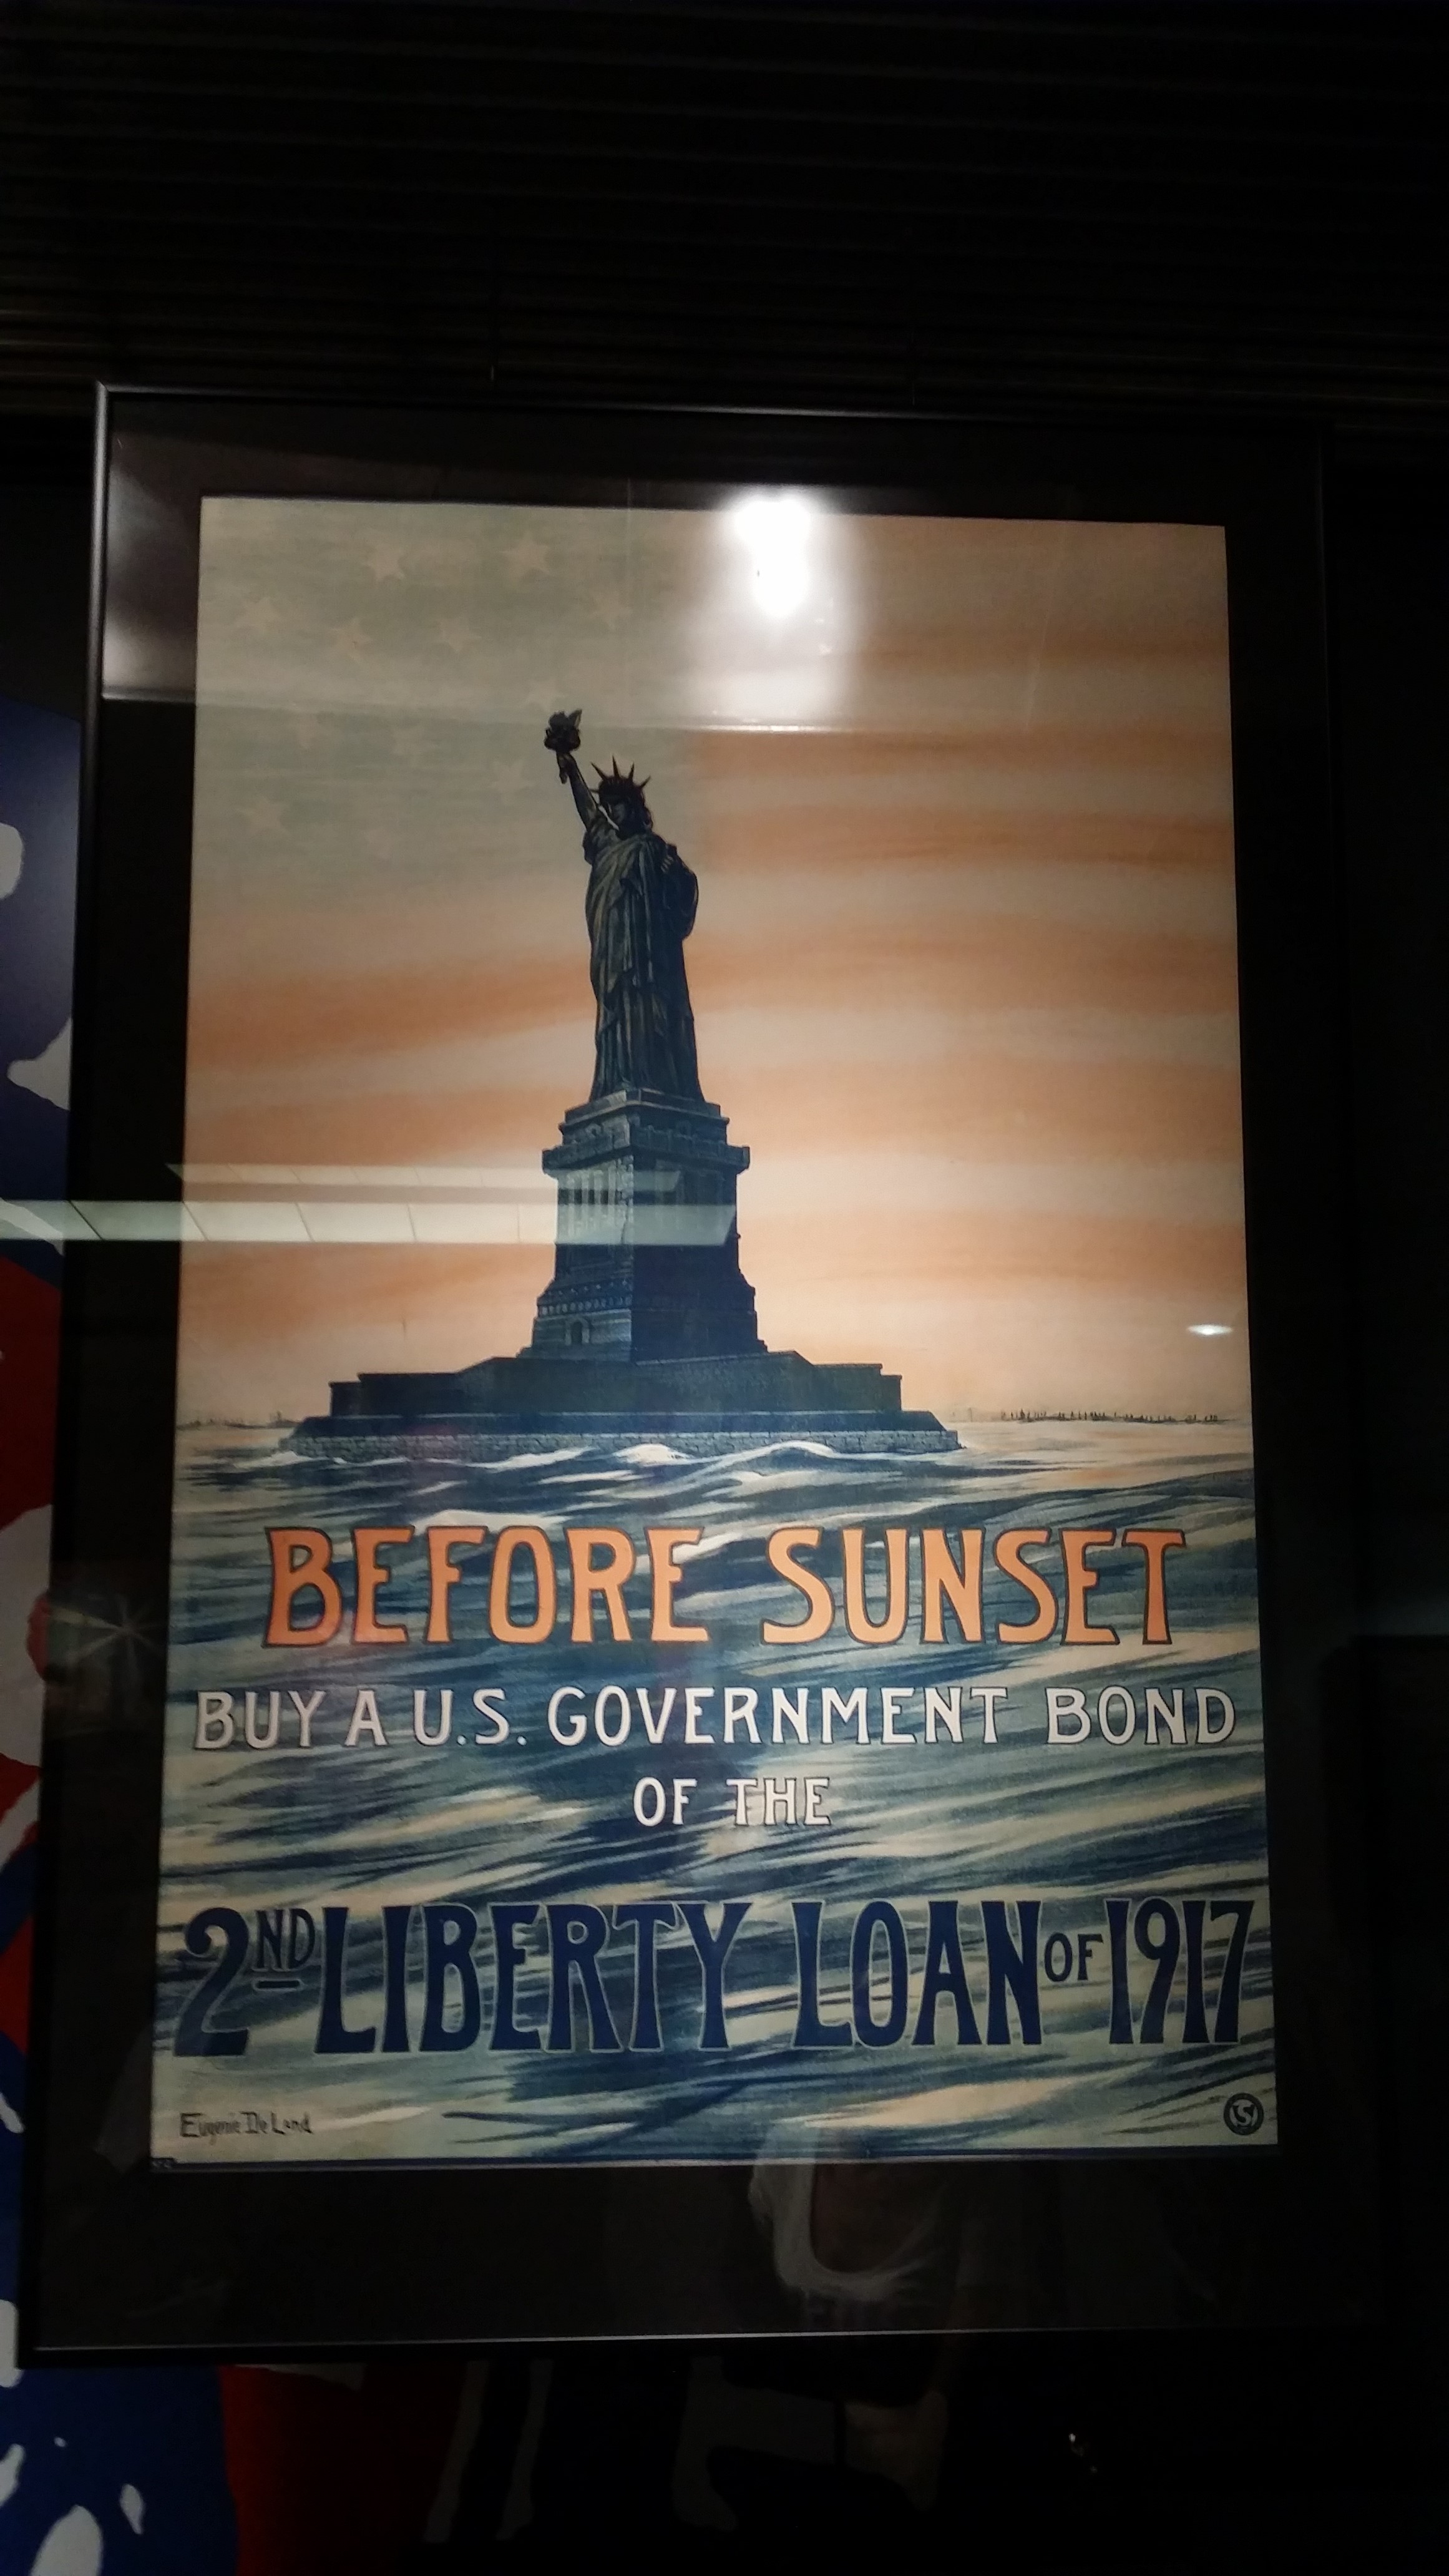 BEFORE SUNSET
BUY A U.S. GOVERNMENT BOND
OF THE
2ND LIBERTY LOAN OF 1917
Eugenie De Land